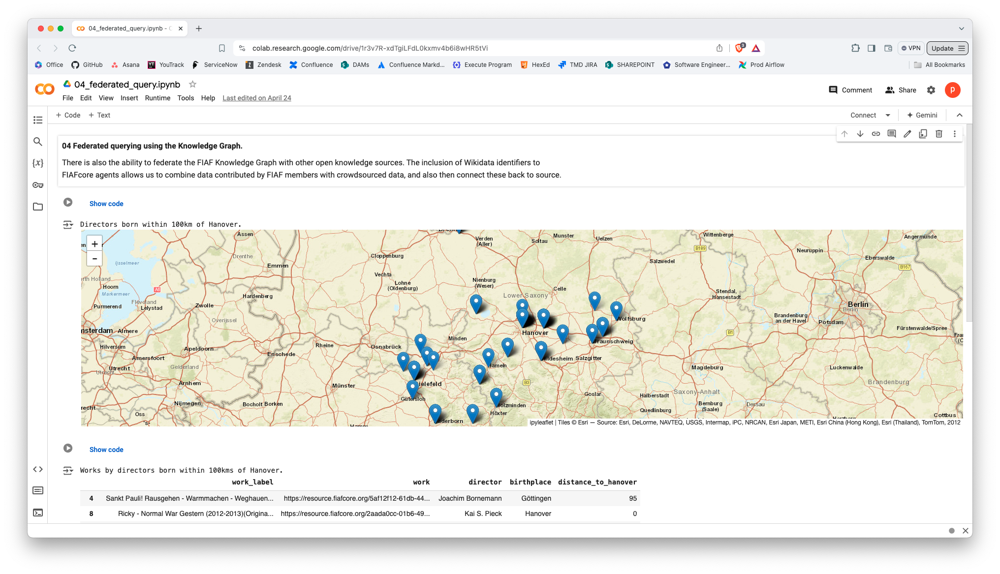 04_federated_query.ipynb - C
colab.research.google.com/drive/1r3v7R-xdTgiLFdL0kxmv4b6i8wHR5tVi
3
VPN
Update
Office
GitHub
Asana
YouTrack
ServiceNow
Zendesk
Confluence
DAMs
Confluence Markd...
Execute Program
HexEd
TMD JIRA
SHAREPOINT
Software Engineer...
Prod Airflow
All Bookmarks
04_federated_query.ipynb
File Edit View Insert Runtime Tools Help Last edited on April 24
Comment
Share
p
+ Code + Text
Connect
Gemini
04 Federated querying using the Knowledge Graph.
There is also the ability to federate the FIAF Knowledge Graph with other open knowledge sources. The inclusion of Wikidata identifiers to
FIAFcore agents allows us to combine data contributed by FIAF members with crowdsourced data, and also then connect these back to source.
Show code
Directors born within 100km of Hanover.
+
-
Assen
Verden
(Aller)
Soltau
Munster
Uelzen
Wittenberge
Angermünde
B189
Neuruppin
Eberswalde
Drenthe
Cloppenburg
Salzwedel
Ijsselmeer
Emmen
B167
Vechta
Lohne
(Oldenburg)
Nienburg
(Weser)
Celle
Hoorn
A6
Markermeer
Hardenberg
Lower Saxony
Stendal,
Hansestadt
Flevoland
Lelystad
Purmerend
Zwolle
Berlin
Berlin
Overijssel
Wolfsburg
Brandenburg
an der Havel
Potsdam
msterdam
Almere
Hanover
B1
Fürstenwalde/Spree
Minden
Braunschweig
Hilversum
Apeldoorn
Rheine
Osnabrück
Amersfoort
Enschede
ildesheim
Salzgitter
Utrecht
Utrecht
Gelderland
Hameln
Magdeburg
Luckenwalde
Arnhem
Münster
ielefeld
B3
Brandenburg
Goslar
Halberstadt
Saxony-Anhalt
Gütersloh
Nijmegen
Bocholt
Borken
Holzminden
Bernburg
(Saale)
Dessau
Oss
Höxter
Quedlinburg
Cottbus
aderborn
ipyleaflet | Tiles © Esri — Source: Esri, DeLorme, NAVTEQ, USGS, Intermap, iPC, NRCAN, Esri Japan, METI, Esri China (Hong Kong), Esri (Thailand), TomTom, 2012
Show code
Works by directors born within 100kms of Hanover.
work_label work director birthplace distance_to_hanover
4 Sankt Pauli! Rausgehen - Warmmachen - Weghauen... https://resource.fiafcore.org/5af12f12-61db-44... Joachim Bornemann Göttingen 95
8 Ricky - Normal War Gestern (2012-2013)(Origina... https://resource.fiafcore.org/2aada0cc-01b6-49... Kai S. Pieck Hanover 0